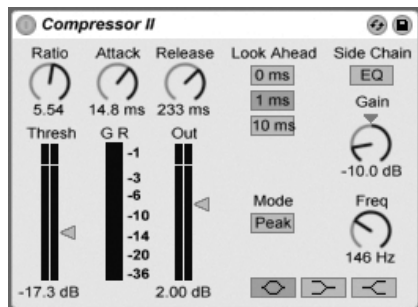 Compressor II
Ratio Attack Release Look Ahead Side Chain
0 ms EQ
5.54 14.8 ms 233 ms 1 ms Gain
Thresh G R Out 10 ms
-1
-3
-6
-10
-14
-20
-36
-10.0 dB
Mode Freq
Peak
146 Hz
-17.3 dB 2.00 dB